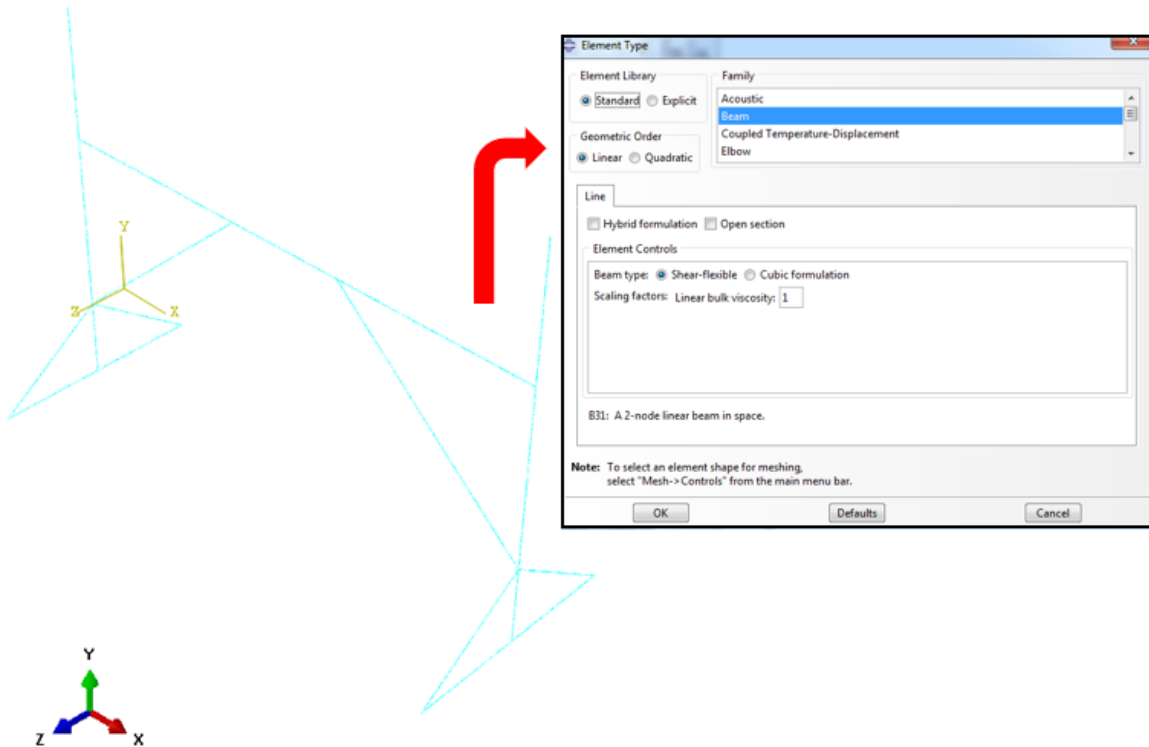 Element Type
Element Library
Standard Explicit
Family
Acoustic
Beam
Coupled Temperature-Displacement
Elbow
Geometric Order
Linear Quadratic
Line
Hybrid formulation Open section
Element Controls
Beam type: Shear-flexible Cubic formulation
Scaling factors: Linear bulk viscosity: 1
B31: A 2-node linear beam in space.
Note: To select an element shape for meshing,
select "Mesh->Controls" from the main menu bar.
OK Defaults Cancel
Y
Z X
Y
Z X